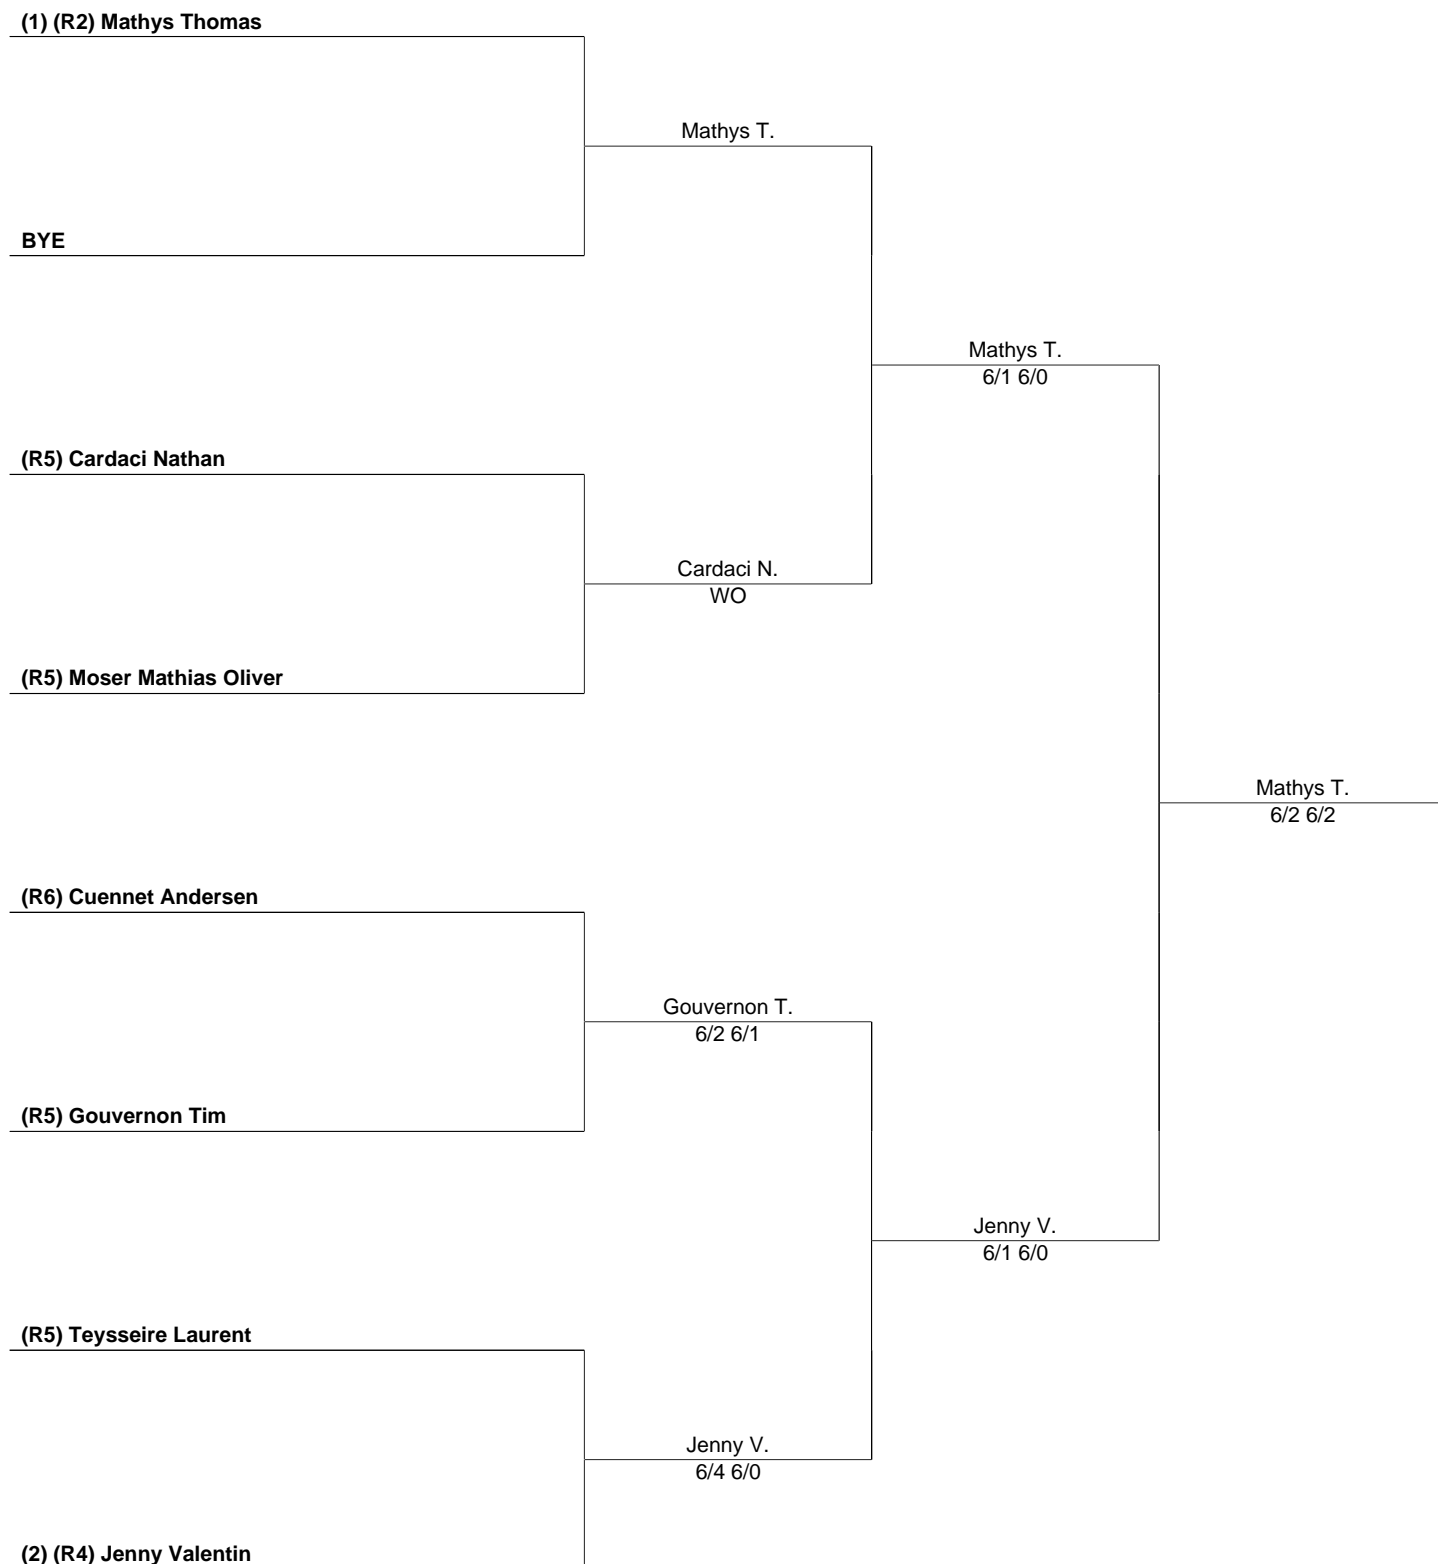 (1) (R2) Mathys Thomas
Mathys T.
BYE
Mathys T.
6/1 6/0
(R5) Cardaci Nathan
Cardaci N.
WO
(R5) Moser Mathias Oliver
Mathys T.
6/2 6/2
(R6) Cuennet Andersen
Gouvernon T.
6/2 6/1
(R5) Gouvernon Tim
Jenny V.
6/1 6/0
(R5) Teysseire Laurent
Jenny V.
6/4 6/0
(2) (R4) Jenny Valentin